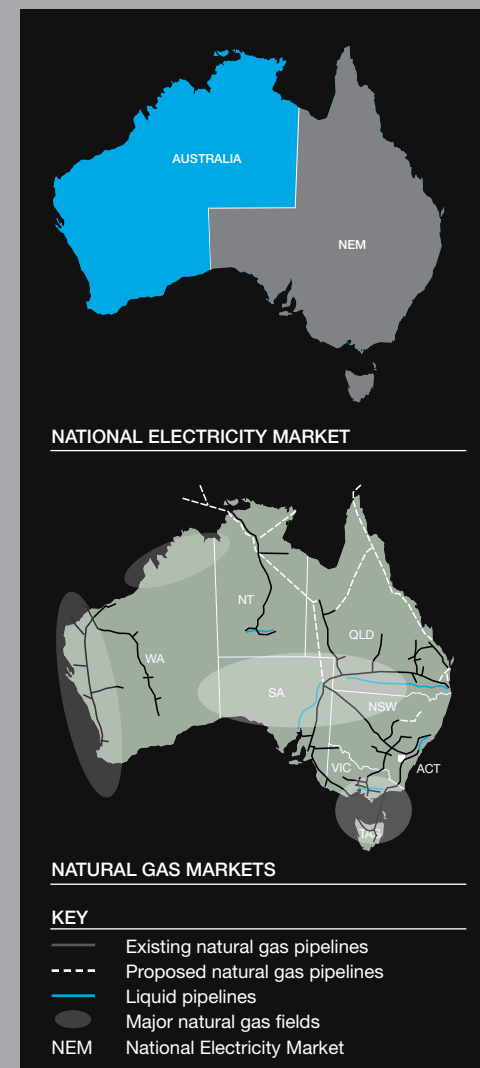 AUSTRALIA
NEM
NATIONAL ELECTRICITY MARKET
NT
QLD
WA
SA
NSW
VIC
ACT
TAS
NATURAL GAS MARKETS
KEY
Existing natural gas pipelines
Proposed natural gas pipelines
Liquid pipelines
Major natural gas fields
NEM National Electricity Market